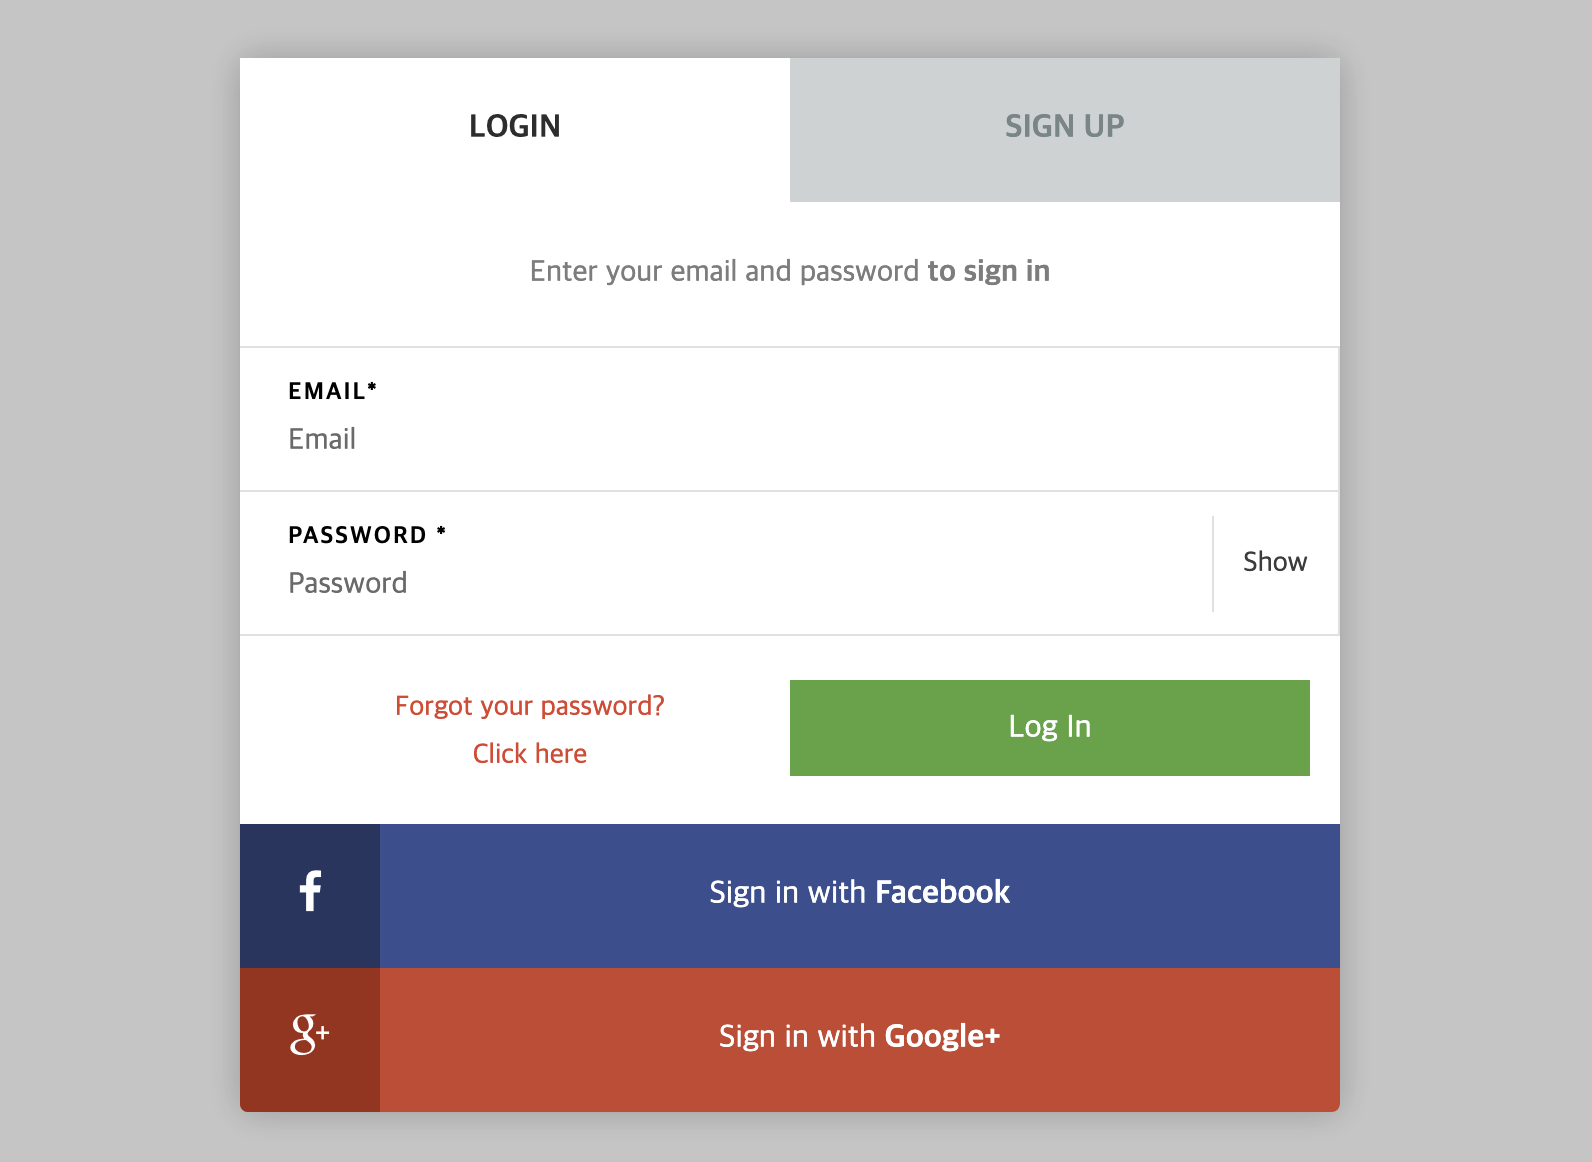 LOGIN
SIGN UP
Enter your email and password to sign in
EMAIL*
Email
PASSWORD *
Password
Show
Forgot your password?
Click here
Log In
f
Sign in with Facebook
g+
Sign in with Google+